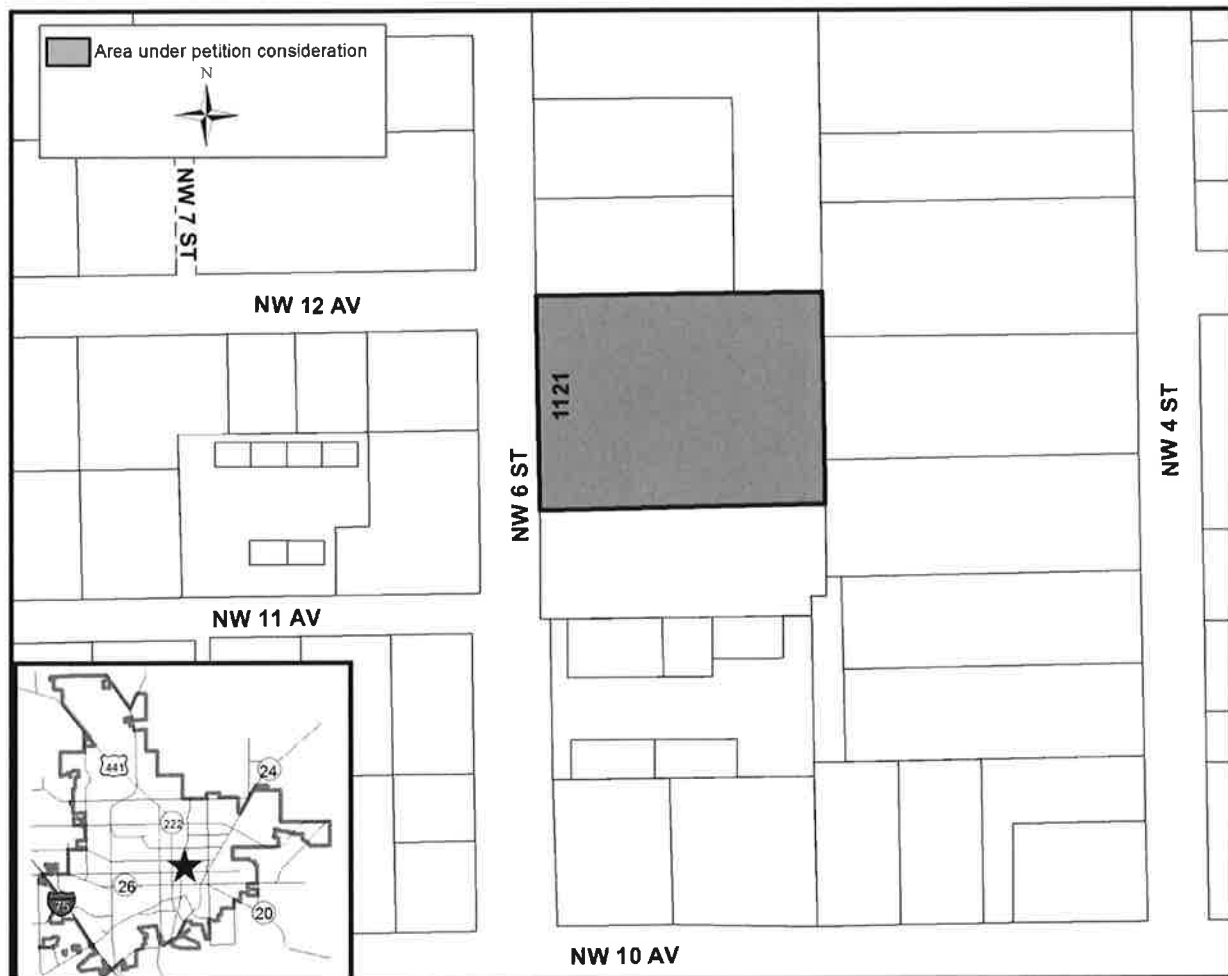 Area under petition consideration
N
NW 7 ST
NW 12 AV
1121
NW 6 ST
NW 4 ST
NW 11 AV
441
24
222
26
75
20
NW 10 AV